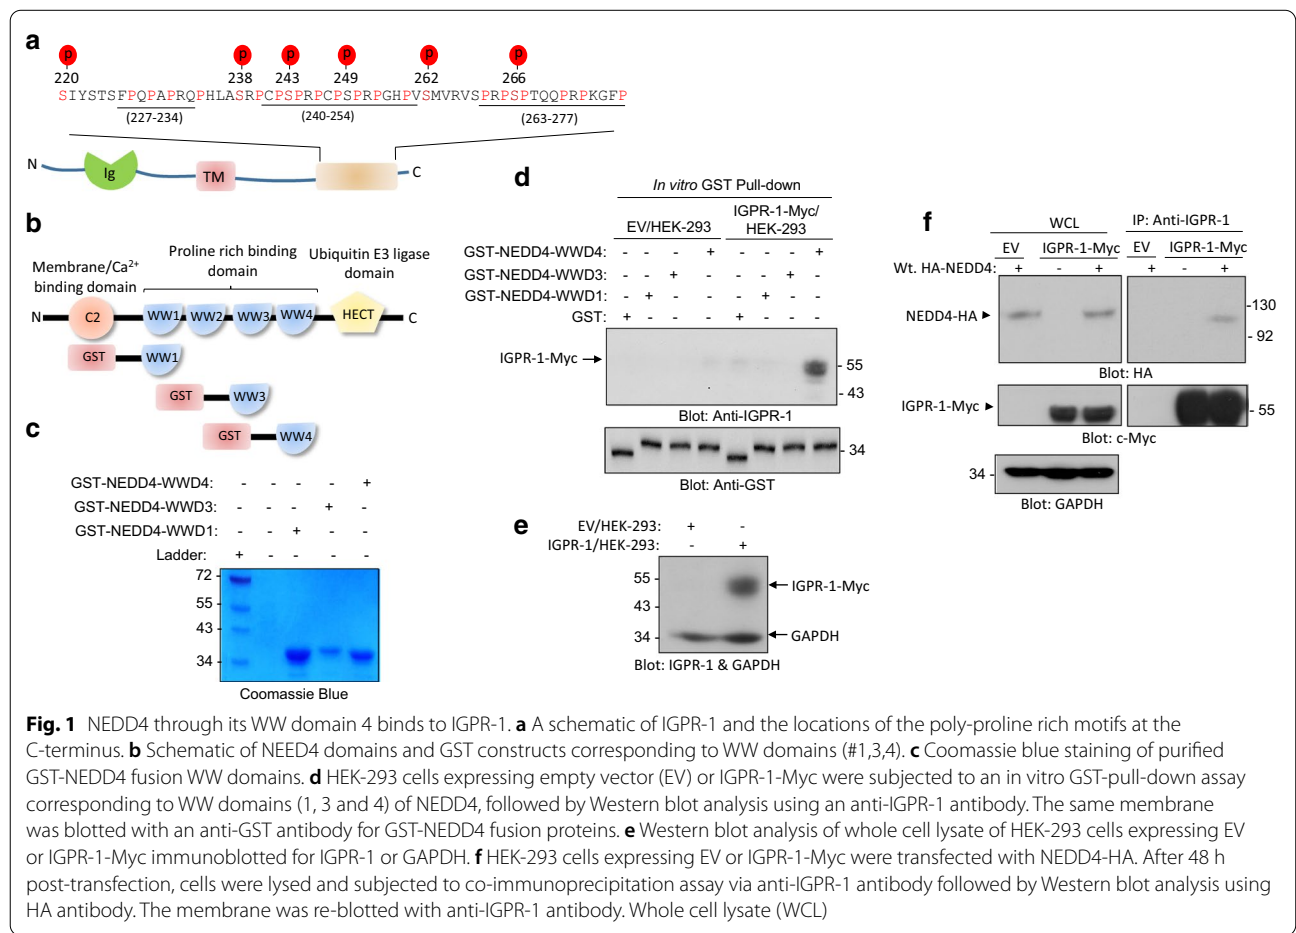 a
p p p p p p
220 238 243 249 262 266
SIYSTSFPQPAPRQPHLASRPCPSPRPCPSPRPGHPVSMVRVSPRPSPTQQPRPKGFP
(227-234) (240-254) (263-277)
N Ig TM C
b
Membrane/Ca2+
binding domain
Proline rich binding
domain
Ubiquitin E3 ligase
domain
N C2 WW1 WW2 WW3 WW4 HECT C
GST WW1
GST WW3
GST WW4
c
GST-NEDD4-WWD4: - - - - +
GST-NEDD4-WWD3: - - - + -
GST-NEDD4-WWD1: - - + - -
Ladder: + - - - -
72 -
55 -
43 -
34 -
Coomassie Blue
d
In vitro GST Pull-down
EV/HEK-293
IGPR-1-Myc/
HEK-293
GST-NEDD4-WWD4: - - - + - - - +
GST-NEDD4-WWD3: - - + - - - + -
GST-NEDD4-WWD1: - + - - - + - -
GST: + - - - + - - -
IGPR-1-Myc
- 55
- 43
Blot: Anti-IGPR-1
- 34
Blot: Anti-GST
e
EV/HEK-293: + -
IGPR-1/HEK-293: - +
55 -
43 -
34 -
IGPR-1-Myc
GAPDH
Blot: IGPR-1 & GAPDH
f
WCL IP: Anti-IGPR-1
EV IGPR-1-Myc EV IGPR-1-Myc
Wt. HA-NEDD4: + - + + - +
NEDD4-HA
-130
- 92
Blot: HA
IGPR-1-Myc
- 55
Blot: c-Myc
34 -
Blot: GAPDH
Fig. 1 NEDD4 through its WW domain 4 binds to IGPR-1. a A schematic of IGPR-1 and the locations of the poly-proline rich motifs at the
C-terminus. b Schematic of NEED4 domains and GST constructs corresponding to WW domains (#1,3,4). c Coomassie blue staining of purified
GST-NEDD4 fusion WW domains. d HEK-293 cells expressing empty vector (EV) or IGPR-1-Myc were subjected to an in vitro GST-pull-down assay
corresponding to WW domains (1, 3 and 4) of NEDD4, followed by Western blot analysis using an anti-IGPR-1 antibody. The same membrane
was blotted with an anti-GST antibody for GST-NEDD4 fusion proteins. e Western blot analysis of whole cell lysate of HEK-293 cells expressing EV
or IGPR-1-Myc immunoblotted for IGPR-1 or GAPDH. f HEK-293 cells expressing EV or IGPR-1-Myc were transfected with NEDD4-HA. After 48 h
post-transfection, cells were lysed and subjected to co-immunoprecipitation assay via anti-IGPR-1 antibody followed by Western blot analysis using
HA antibody. The membrane was re-blotted with anti-IGPR-1 antibody. Whole cell lysate (WCL)